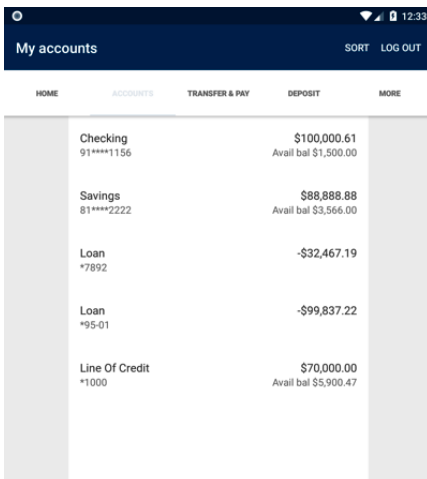 12:33
My accounts SORT LOG OUT
HOME ACCOUNTS TRANSFER & PAY DEPOSIT MORE
Checking $100,000.61
91****1156 Avail bal $1,500.00
Savings $88,888.88
81****2222 Avail bal $3,566.00
Loan -$32,467.19
*7892
Loan -$99,837.22
*95-01
Line Of Credit $70,000.00
*1000 Avail bal $5,900.47